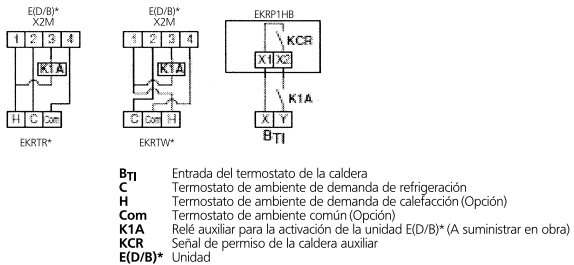 E(D/B)*
X2M
1 2 3 4
K1A
H C Com
EKRTR*
E(D/B)*
X2M
1 2 3 4
K1A
C Com H
EKRTW*
EKRP1HB
KCR
X1 X2
K1A
X Y
BTI
BTI Entrada del termostato de la caldera
C Termostato de ambiente de demanda de refrigeración
H Termostato de ambiente de demanda de calefacción (Opción)
Com Termostato de ambiente común (Opción)
K1A Relé auxiliar para la activación de la unidad E(D/B)* (A suministrar en obra)
KCR Señal de permiso de la caldera auxiliar
E(D/B)* Unidad